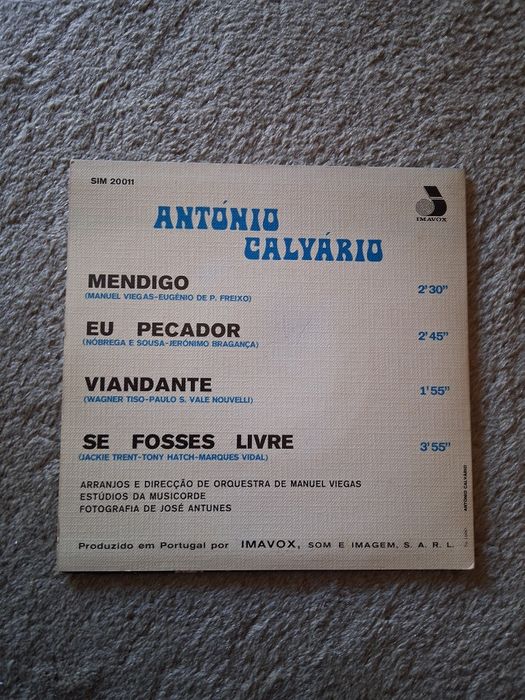 SIM 20011
IMAVOX
ANTÓNIO
CALVÁRIO
MENDIGO 2'30"
(MANUEL VIEGAS-EUGÉNIO DE P. FREIXO)
EU PECADOR 2'45"
(NÓBREGA E SOUSA-JERÓNIMO BRAGANÇA)
VIANDANTE 1'55"
(WAGNER TISO-PAULO S. VALE NOUVELLI)
SE FOSSES LIVRE 3'55"
(JACKIE TRENT-TONY HATCH-MARQUES VIDAL)
ARRANJOS E DIRECÇÃO DE ORQUESTRA DE MANUEL VIEGAS
ESTÚDIOS DA MUSICORDE
FOTOGRAFIA DE JOSÉ ANTUNES
Produzido em Portugal por IMAVOX, SOM E IMAGEM, S. A. R. L.
ANTÓNIO CALVÁRIO